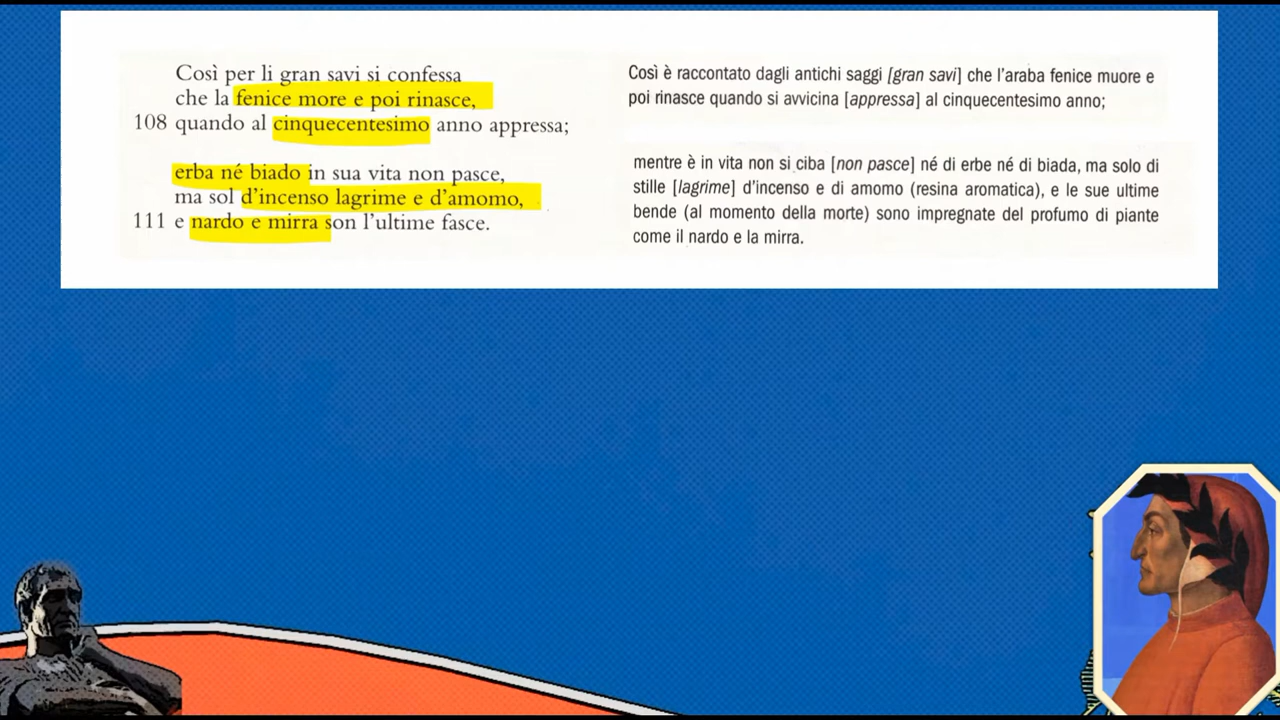 Così per li gran savi si confessa
che la fenice more e poi rinasce,
108 quando al cinquecentesimo anno appressa;
erba né biado in sua vita non pasce,
ma sol d'incenso lagrime e d'amomo,
111 e nardo e mirra son l'ultime fasce.
Così è raccontato dagli antichi saggi [gran savi] che l'araba fenice muore e
poi rinasce quando si avvicina [appressa] al cinquecentesimo anno;
mentre è in vita non si ciba [non pasce] né di erbe né di biada, ma solo di
stille [lagrime] d'incenso e di amomo (resina aromatica), e le sue ultime
bende (al momento della morte) sono impregnate del profumo di piante
come il nardo e la mirra.